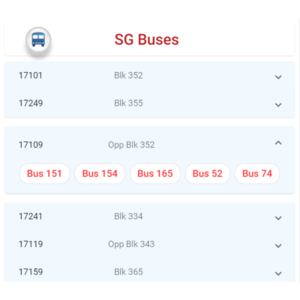 SG Buses
17101 Blk 352
17249 Blk 355
17109 Opp Blk 352
Bus 151 Bus 154 Bus 165 Bus 52 Bus 74
17241 Blk 334
17119 Opp Blk 343
17159 Blk 365